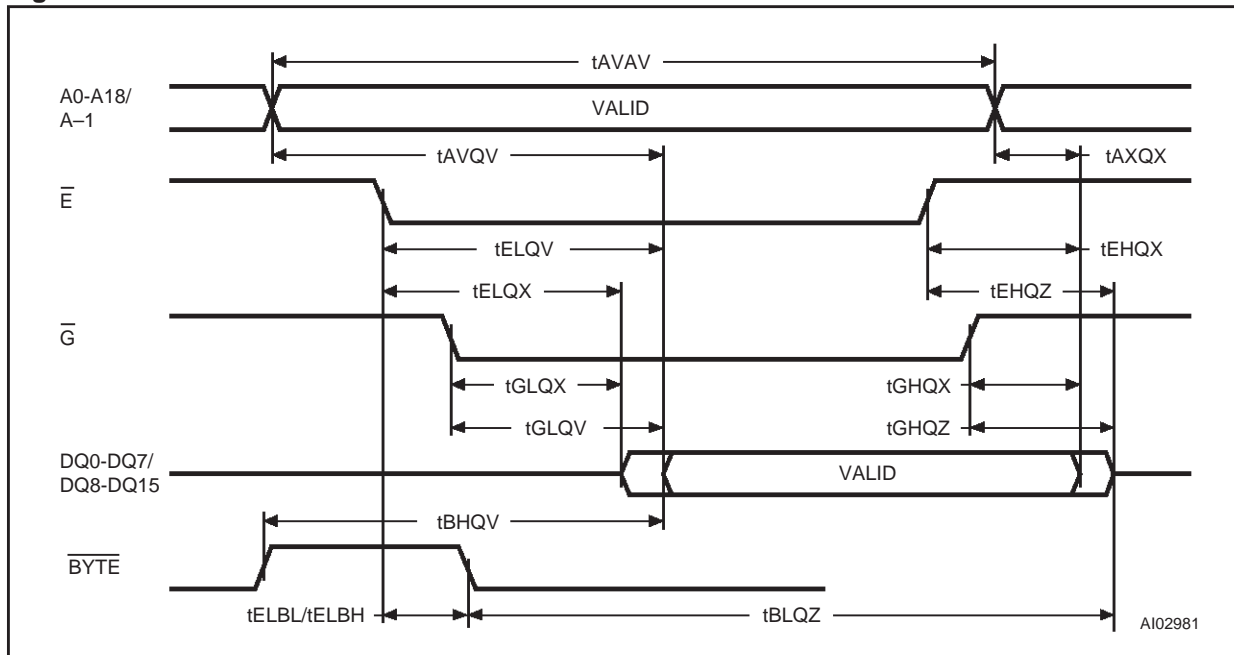 tAVAV
A0-A18/
A–1
VALID
tAVQV
tAXQX
E
tELQV
tEHQX
tELQX
tEHQZ
G
tGLQX
tGHQX
tGLQV
tGHQZ
DQ0-DQ7/
DQ8-DQ15
VALID
tBHQV
BYTE
tELBL/tELBH
tBLQZ
AI02981